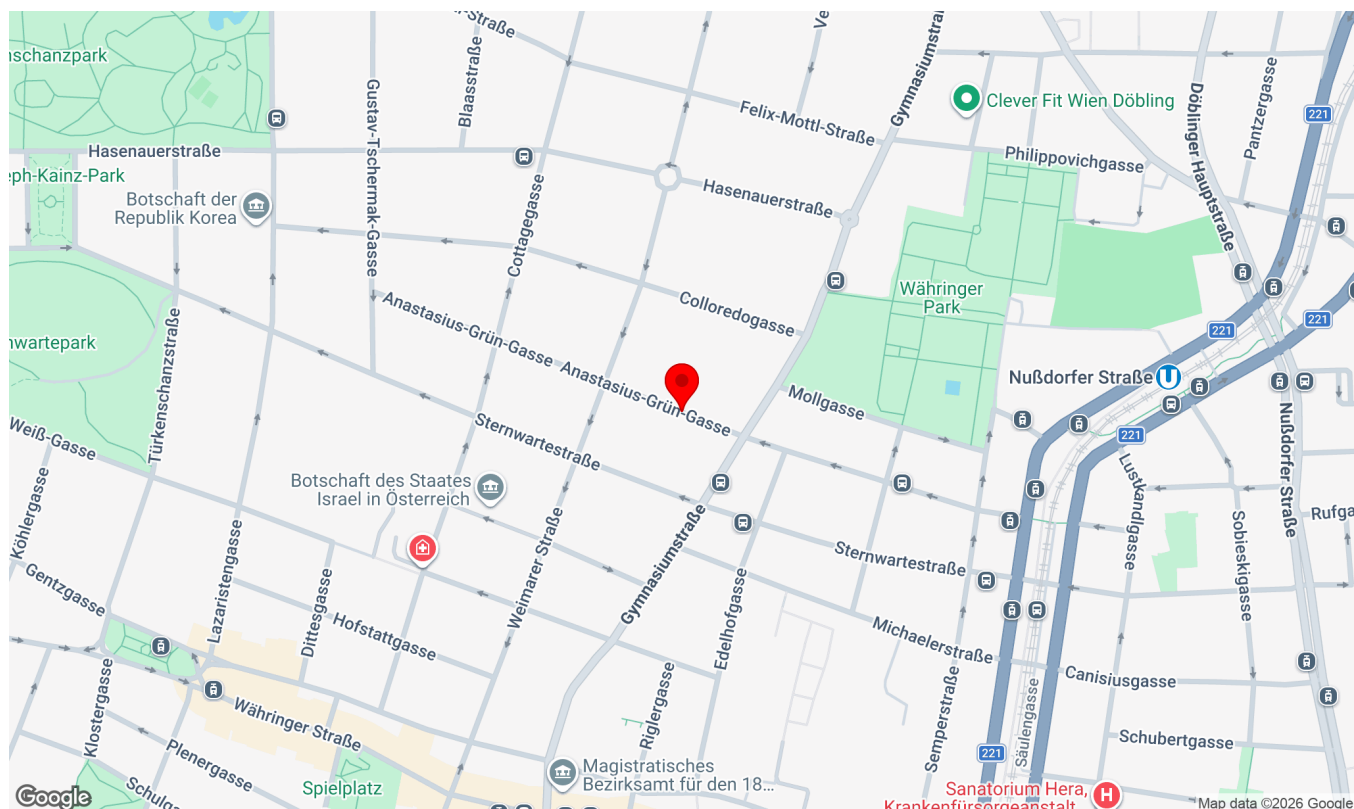 nschanzpark
Gustav-Tschermak-Gasse
Blaasstraße
Gymnasiumstraße
Felix-Mottl-Straße
Clever Fit Wien Döbling
Döblinger Hauptstraße
Pantzergasse
221
Hasenauerstraße
Philippovichgasse
eph-Kainz-Park
Botschaft der
Republik Korea
Cottagegasse
Hasenauerstraße
Währinger
Park
Colloredogasse
Anastasius-Grün-Gasse
Anastasius-Grün-Gasse
221
221
nwartepark
Türkenschanzstraße
Nußdorfer Straße
Mollgasse
221
Weiß-Gasse
Sternwartestraße
Botschaft des Staates
Israel in Österreich
Nußdorfer Straße
Lustkandlgasse
Sobieskigasse
Rufga
Köhlergasse
Gentzgasse
Lazaristengasse
Dittesgasse
Hofstattgasse
Weimarer Straße
Gymnasiumstraße
Edelhofgasse
Sternwartestraße
Michaelerstraße
Canisiusgasse
Klostergasse
Währinger Straße
Riglergasse
Semperstraße
Säulengasse
221
Schubertgasse
Plenergasse
Schulga
Spielplatz
Magistratisches
Bezirksamt für den 18...
Sanatorium Hera,
Krankenfürsorgeanstalt
H
Google
Map data ©2026 Google